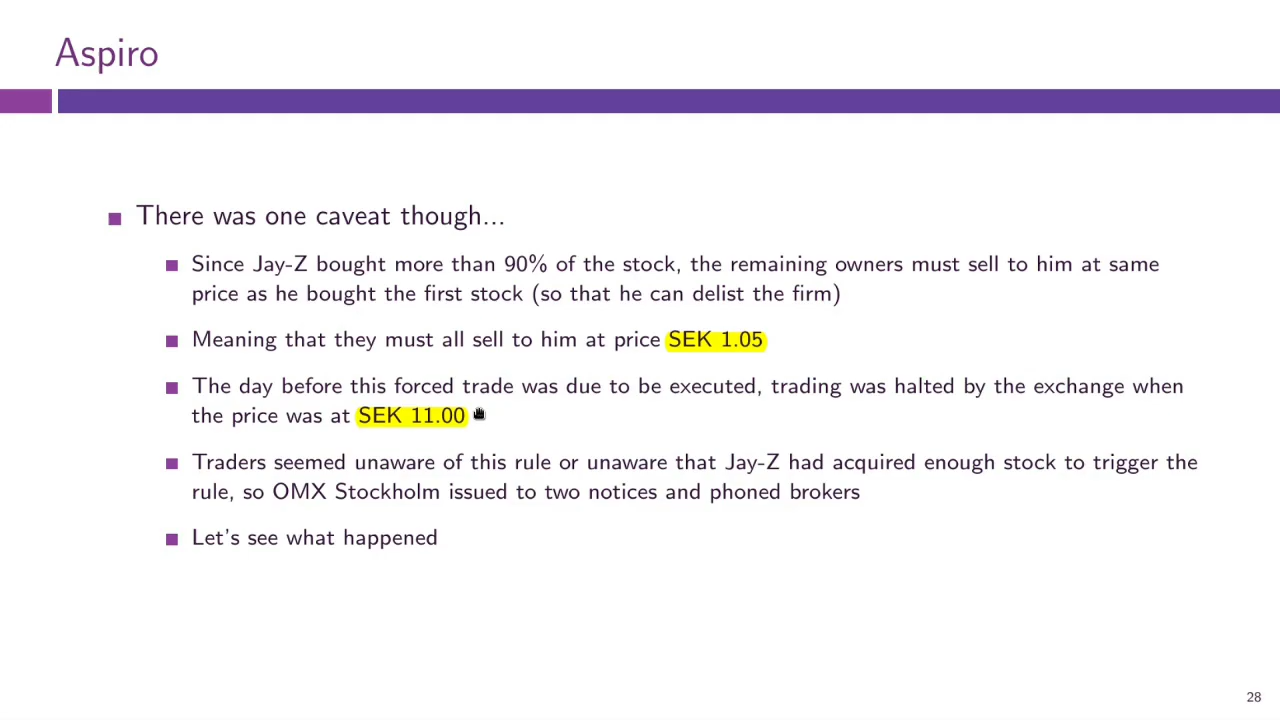 Aspiro
There was one caveat though...
Since Jay-Z bought more than 90% of the stock, the remaining owners must sell to him at same
price as he bought the first stock (so that he can delist the firm)
Meaning that they must all sell to him at price SEK 1.05
The day before this forced trade was due to be executed, trading was halted by the exchange when
the price was at SEK 11.00
Traders seemed unaware of this rule or unaware that Jay-Z had acquired enough stock to trigger the
rule, so OMX Stockholm issued to two notices and phoned brokers
Let's see what happened
28